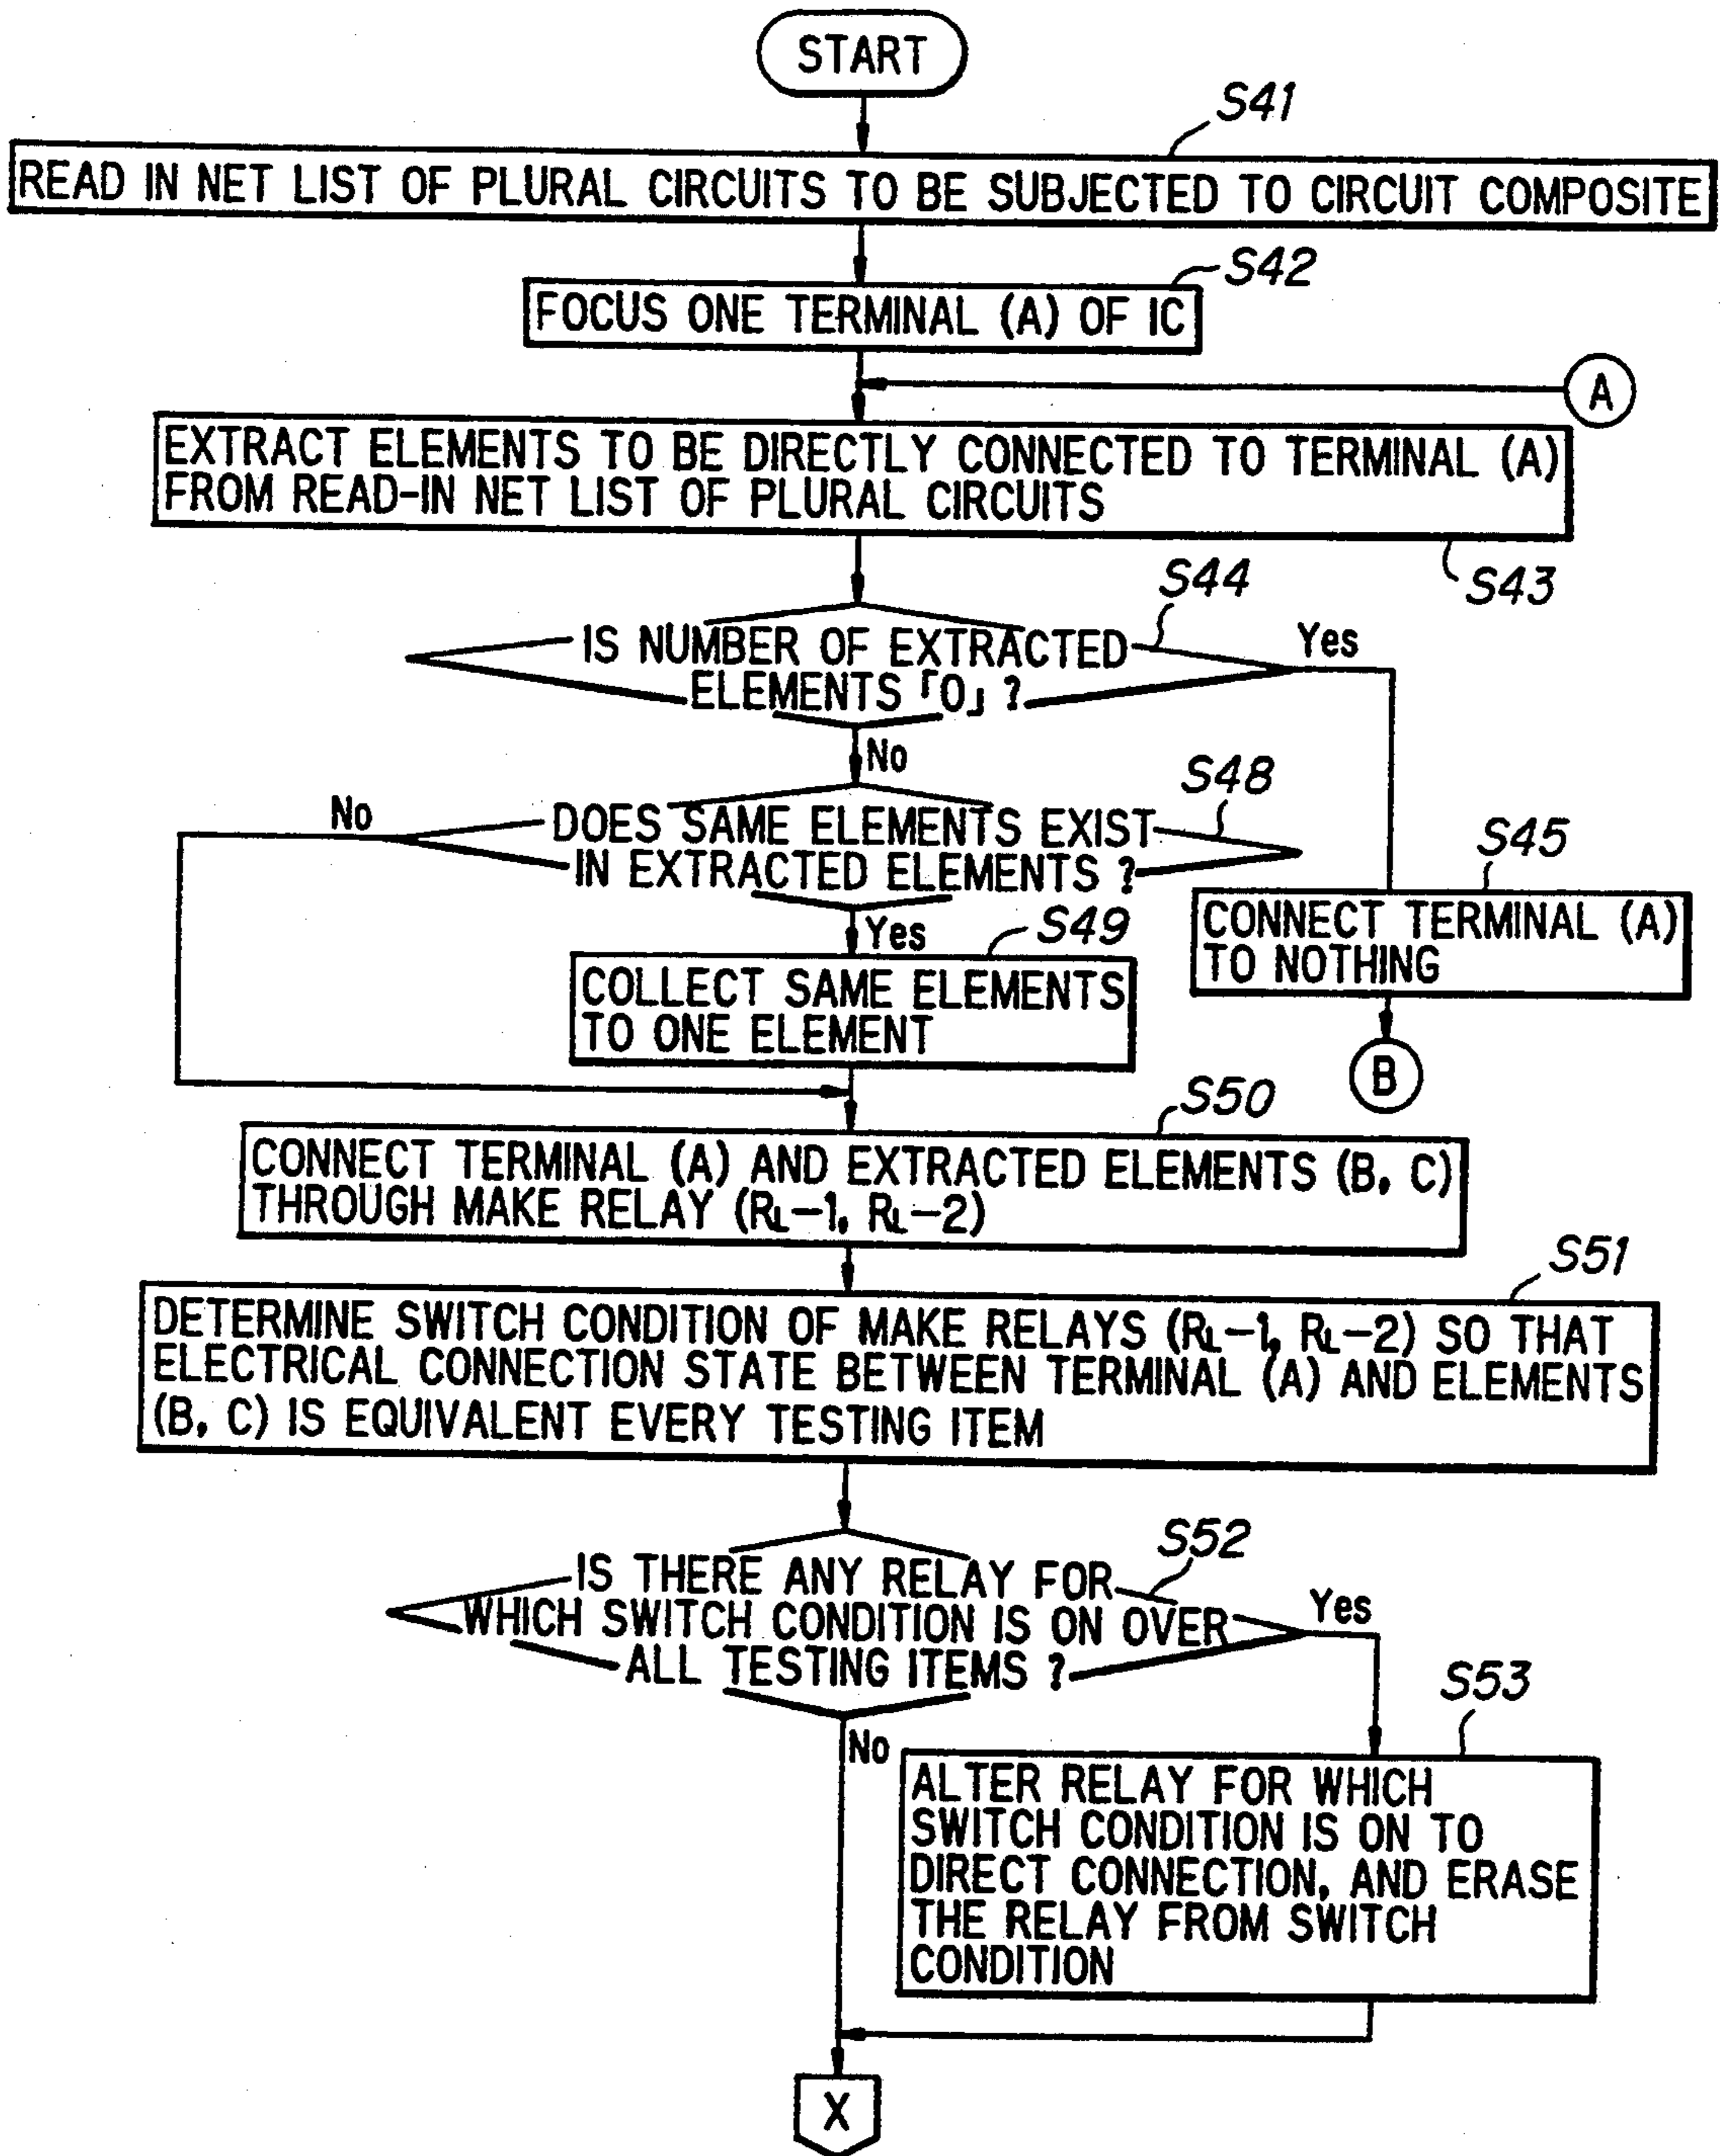 START
S41
READ IN NET LIST OF PLURAL CIRCUITS TO BE SUBJECTED TO CIRCUIT COMPOSITE
S42
FOCUS ONE TERMINAL (A) OF IC
A
EXTRACT ELEMENTS TO BE DIRECTLY CONNECTED TO TERMINAL (A)
FROM READ-IN NET LIST OF PLURAL CIRCUITS
S43
S44
IS NUMBER OF EXTRACTED
ELEMENTS「0」?
Yes
No
S48
DOES SAME ELEMENTS EXIST
IN EXTRACTED ELEMENTS ?
No
Yes
S45
CONNECT TERMINAL (A)
TO NOTHING
B
S49
COLLECT SAME ELEMENTS
TO ONE ELEMENT
S50
CONNECT TERMINAL (A) AND EXTRACTED ELEMENTS (B, C)
THROUGH MAKE RELAY (RL-1, RL-2)
S51
DETERMINE SWITCH CONDITION OF MAKE RELAYS (RL-1, RL-2) SO THAT
ELECTRICAL CONNECTION STATE BETWEEN TERMINAL (A) AND ELEMENTS
(B, C) IS EQUIVALENT EVERY TESTING ITEM
S52
IS THERE ANY RELAY FOR
WHICH SWITCH CONDITION IS ON OVER
ALL TESTING ITEMS ?
Yes
No
S53
ALTER RELAY FOR WHICH
SWITCH CONDITION IS ON TO
DIRECT CONNECTION, AND ERASE
THE RELAY FROM SWITCH
CONDITION
X